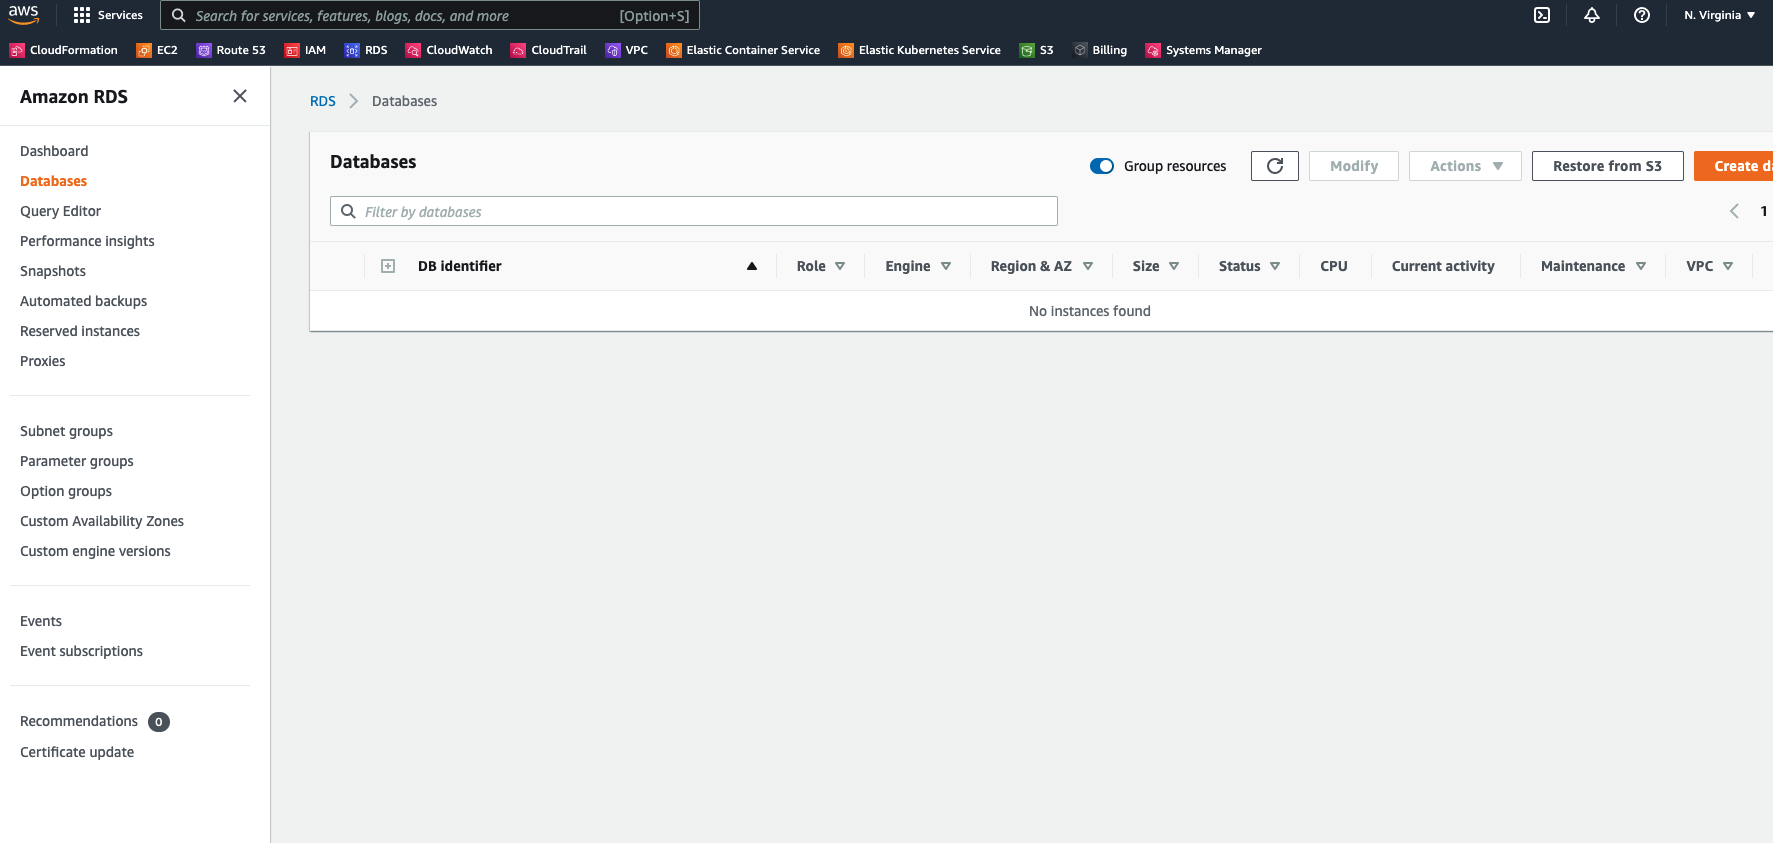 aws
Services
Search for services, features, blogs, docs, and more
[Option+S]
N. Virginia
CloudFormation
EC2
Route 53
IAM
RDS
CloudWatch
CloudTrail
VPC
Elastic Container Service
Elastic Kubernetes Service
S3
Billing
Systems Manager
Amazon RDS
Dashboard
Databases
Query Editor
Performance insights
Snapshots
Automated backups
Reserved instances
Proxies
Subnet groups
Parameter groups
Option groups
Custom Availability Zones
Custom engine versions
Events
Event subscriptions
Recommendations 0
Certificate update
RDS
Databases
Databases
Group resources
Modify
Actions
Restore from S3
Create da
Filter by databases
1
DB identifier
Role
Engine
Region & AZ
Size
Status
CPU
Current activity
Maintenance
VPC
No instances found